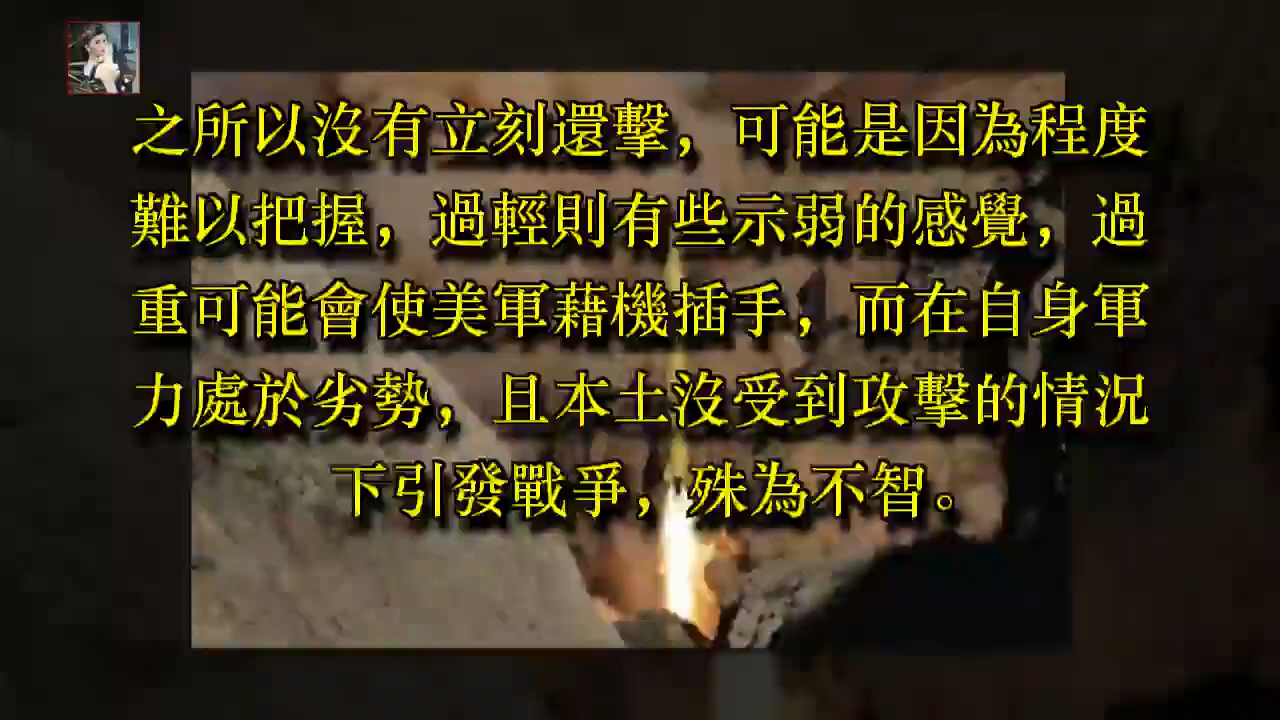 之所以沒有立刻還擊，可能是因為程度
難以把握，過輕則有些示弱的感覺，過
重可能會使美軍藉機插手，而在自身軍
力處於劣勢，且本土沒受到攻擊的情況
下引發戰爭，殊為不智。